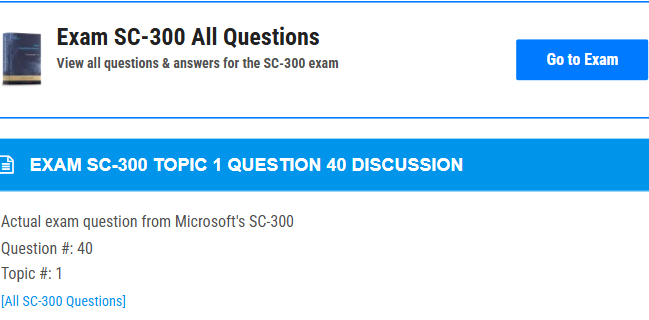 Exam SC-300 All Questions
View all questions & answers for the SC-300 exam
Go to Exam
EXAM SC-300 TOPIC 1 QUESTION 40 DISCUSSION
Actual exam question from Microsoft's SC-300
Question #: 40
Topic #: 1
[All SC-300 Questions]